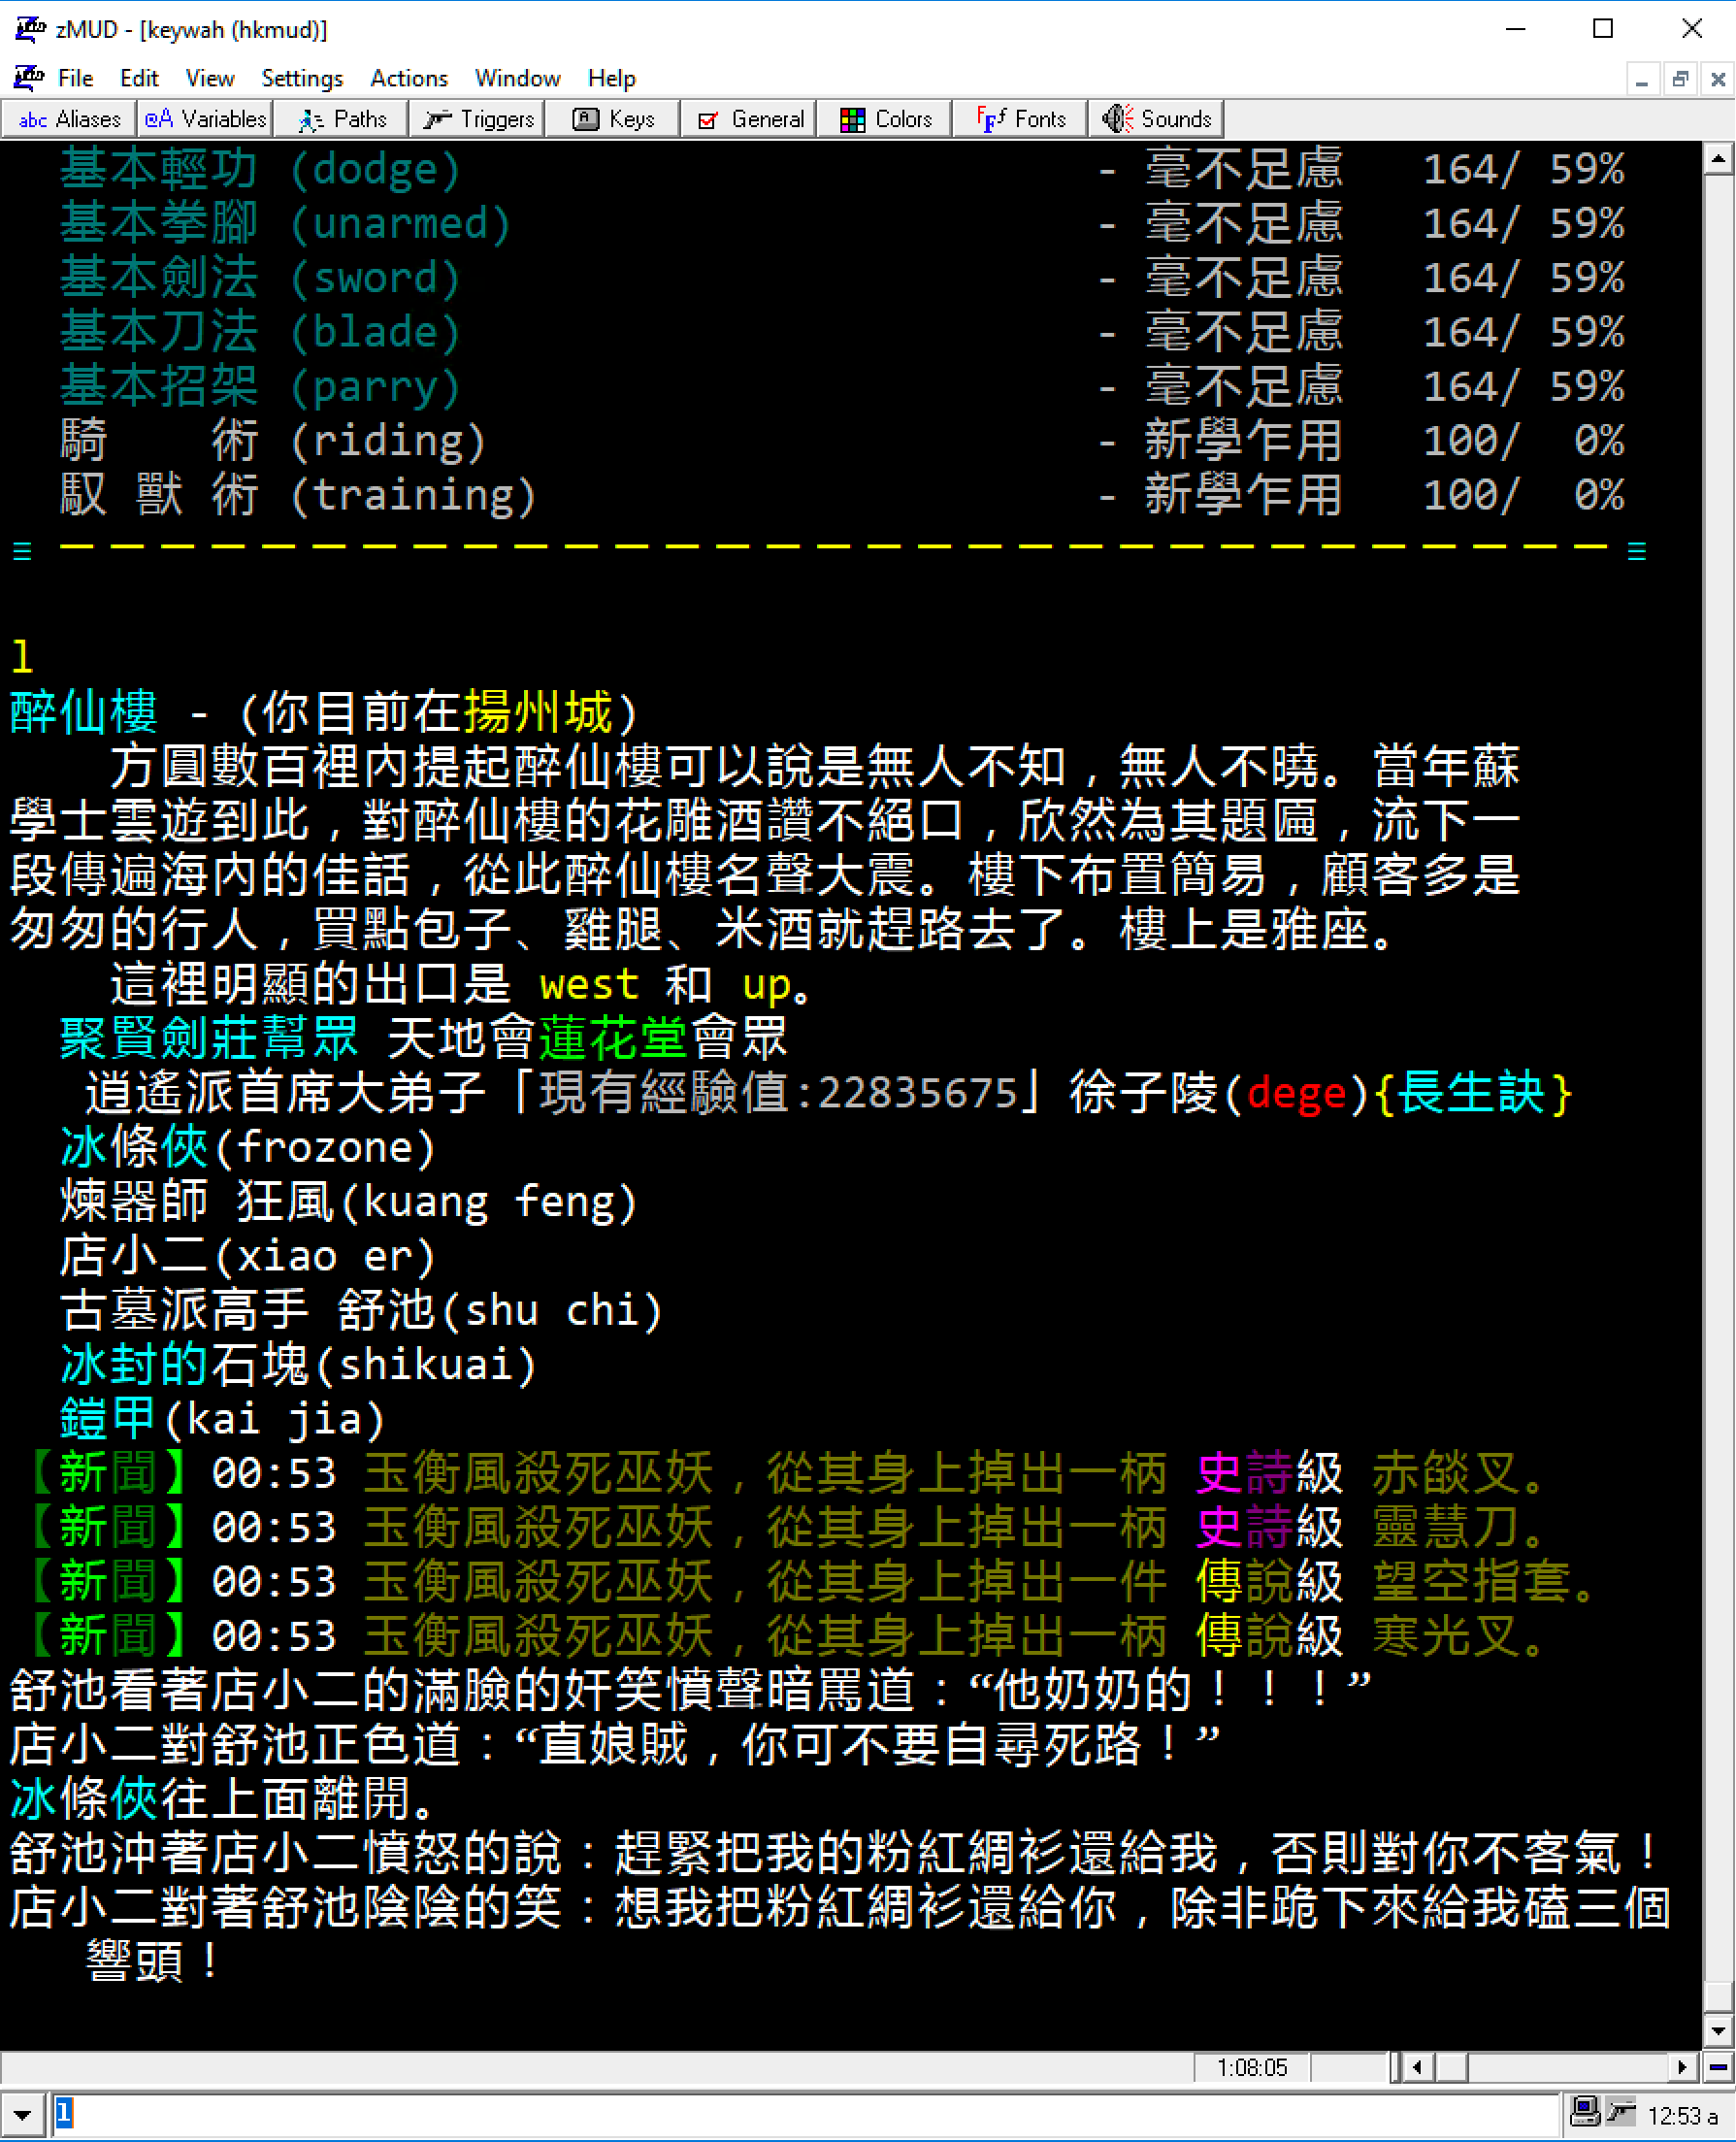 zMUD - [keywah (hkmud)]
File Edit View Settings Actions Window Help
abc Aliases @A Variables Paths Triggers Keys General Colors Fonts Sounds
基本輕功 (dodge) - 毫不足慮 164/ 59%
基本拳腳 (unarmed) - 毫不足慮 164/ 59%
基本劍法 (sword) - 毫不足慮 164/ 59%
基本刀法 (blade) - 毫不足慮 164/ 59%
基本招架 (parry) - 毫不足慮 164/ 59%
騎　　術 (riding) - 新學乍用 100/ 0%
馭 獸 術 (training) - 新學乍用 100/ 0%
l
醉仙樓 - (你目前在揚州城)
方圓數百裡內提起醉仙樓可以說是無人不知，無人不曉。當年蘇
學士雲遊到此，對醉仙樓的花雕酒讚不絕口，欣然為其題匾，流下一
段傳遍海內的佳話，從此醉仙樓名聲大震。樓下布置簡易，顧客多是
匆匆的行人，買點包子、雞腿、米酒就趕路去了。樓上是雅座。
這裡明顯的出口是 west 和 up。
聚賢劍莊幫眾 天地會蓮花堂會眾
逍遙派首席大弟子「現有經驗值:22835675」徐子陵(dege){長生訣}
冰條俠(frozone)
煉器師 狂風(kuang feng)
店小二(xiao er)
古墓派高手 舒池(shu chi)
冰封的石塊(shikuai)
鎧甲(kai jia)
【新聞】00:53 玉衡風殺死巫妖，從其身上掉出一柄 史詩級 赤燄叉。
【新聞】00:53 玉衡風殺死巫妖，從其身上掉出一柄 史詩級 靈慧刀。
【新聞】00:53 玉衡風殺死巫妖，從其身上掉出一件 傳說級 望空指套。
【新聞】00:53 玉衡風殺死巫妖，從其身上掉出一柄 傳說級 寒光叉。
舒池看著店小二的滿臉的奸笑憤聲暗罵道：“他奶奶的！！！”
店小二對舒池正色道：“直娘賊，你可不要自尋死路！”
冰條俠往上面離開。
舒池沖著店小二憤怒的說：趕緊把我的粉紅綢衫還給我，否則對你不客氣！
店小二對著舒池陰陰的笑：想我把粉紅綢衫還給你，除非跪下來給我磕三個
響頭！
1:08:05
l
12:53 a